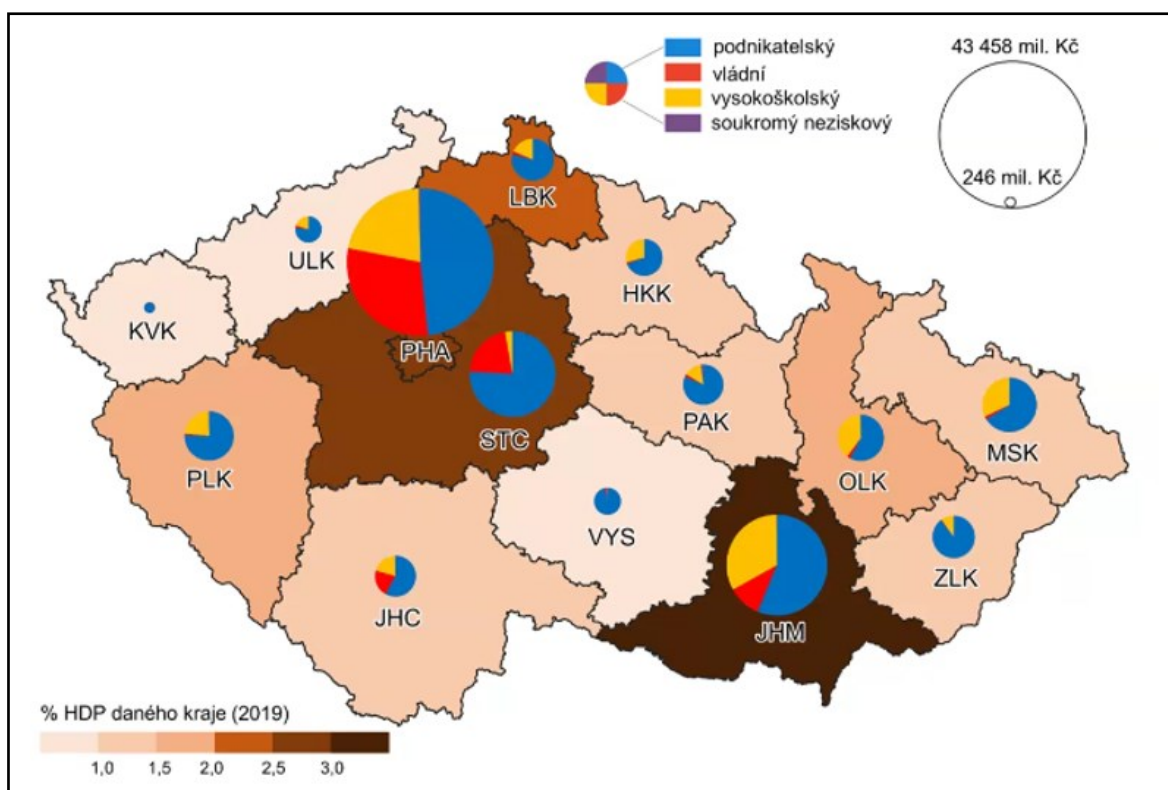 podnikatelský
vládní
vysokoškolský
soukromý neziskový
43 458 mil. Kč
246 mil. Kč
LBK
ULK
HKK
KVK
PHA
PAK
STC
MSK
PLK
OLK
VYS
ZLK
JHC
JHM
% HDP daného kraje (2019)
1,0 1,5 2,0 2,5 3,0